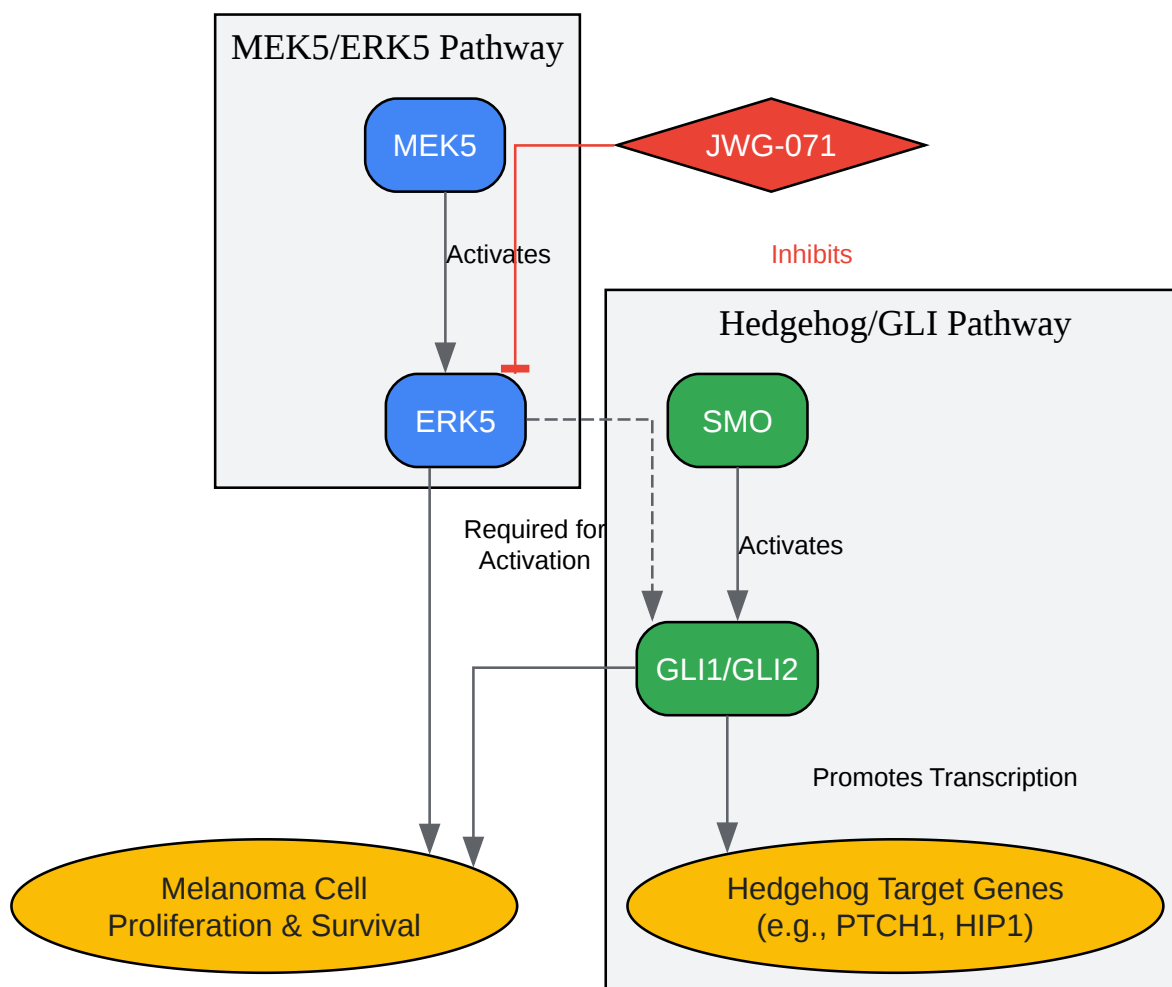 MEK5/ERK5 Pathway
MEK5
JWG-071
Activates
Inhibits
Hedgehog/GLI Pathway
ERK5
SMO
Required for
Activation
Activates
GLI1/GLI2
Promotes Transcription
Melanoma Cell
Proliferation & Survival
Hedgehog Target Genes
(e.g., PTCH1, HIP1)